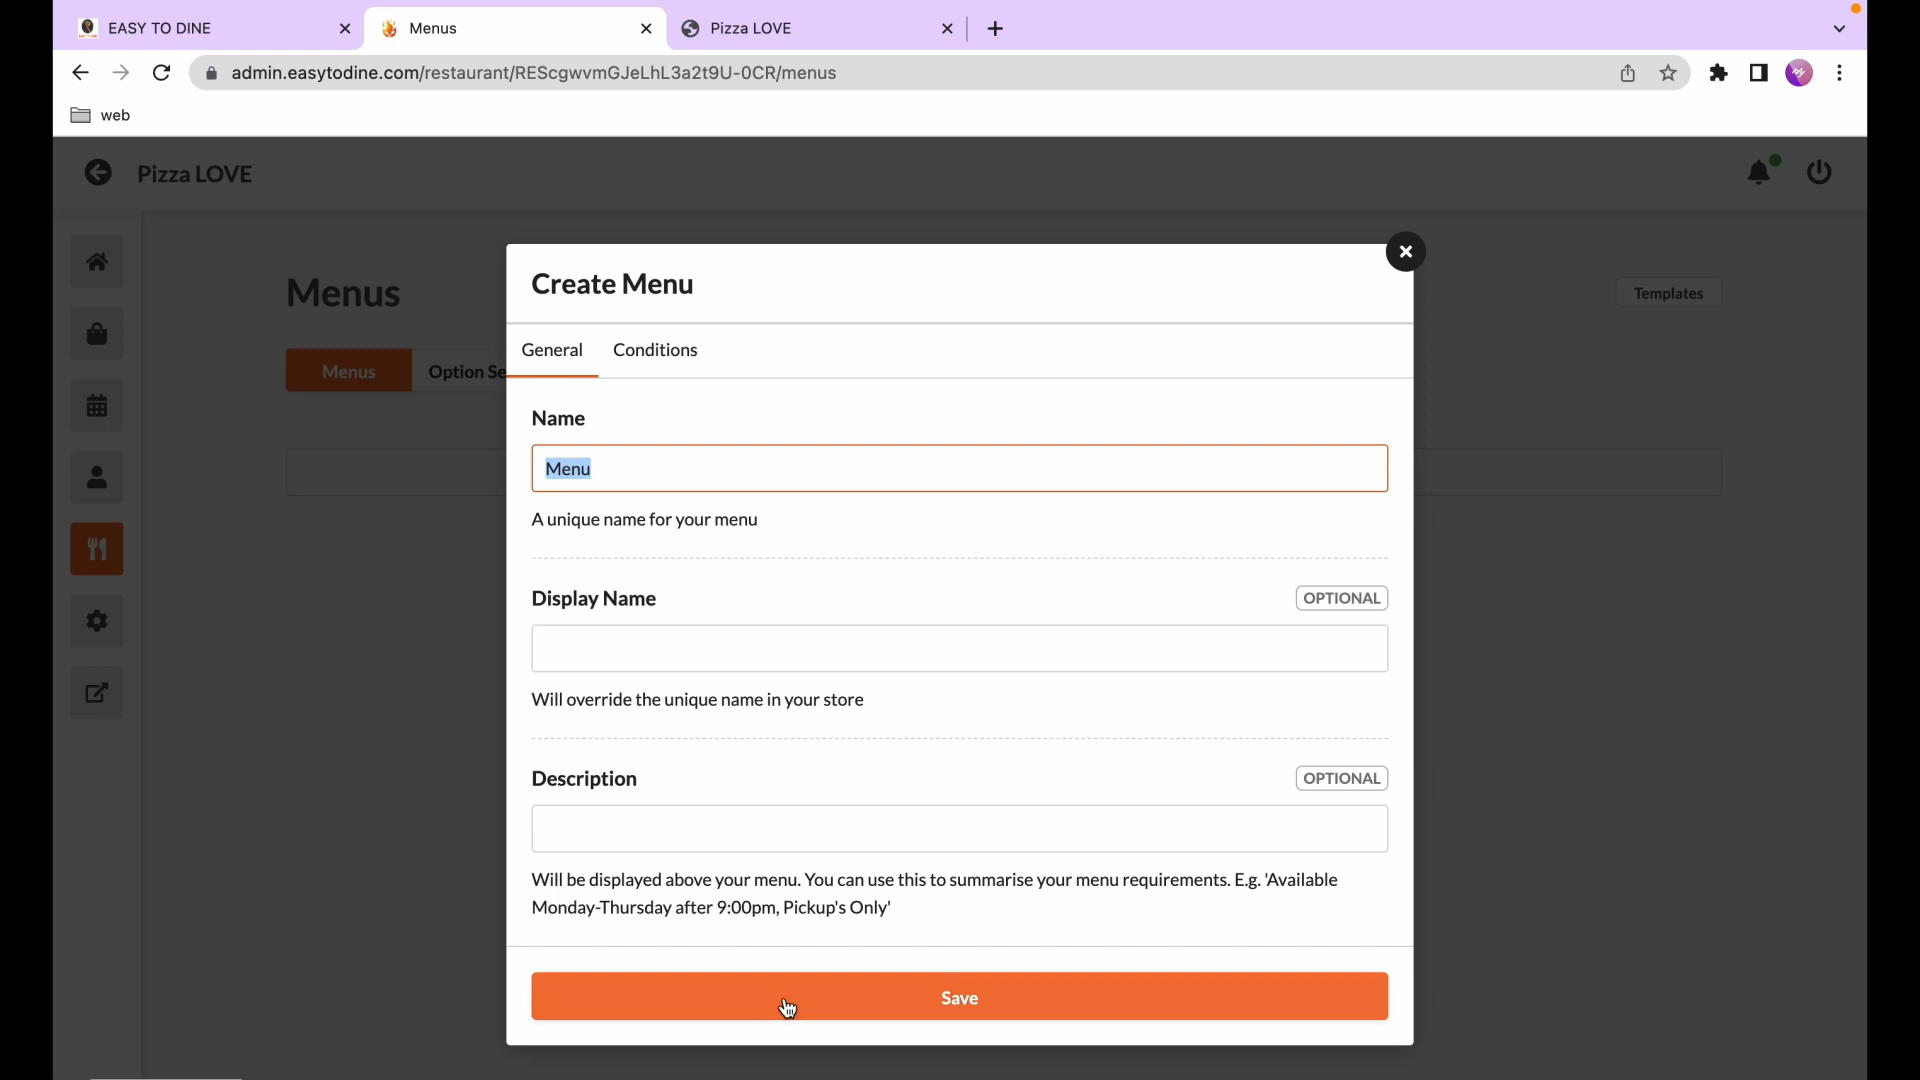 EASY TO DINE
Menus
Pizza LOVE
admin.easytodine.com/restaurant/REScgwvmGJeLhL3a2t9U-0CR/menus
web
Pizza LOVE
Menus
Templates
Menus
Option Se
Create Menu
General
Conditions
Name
Menu
A unique name for your menu
Display Name
OPTIONAL
Will override the unique name in your store
Description
OPTIONAL
Will be displayed above your menu. You can use this to summarise your menu requirements. E.g. 'Available
Monday-Thursday after 9:00pm, Pickup's Only'
Save